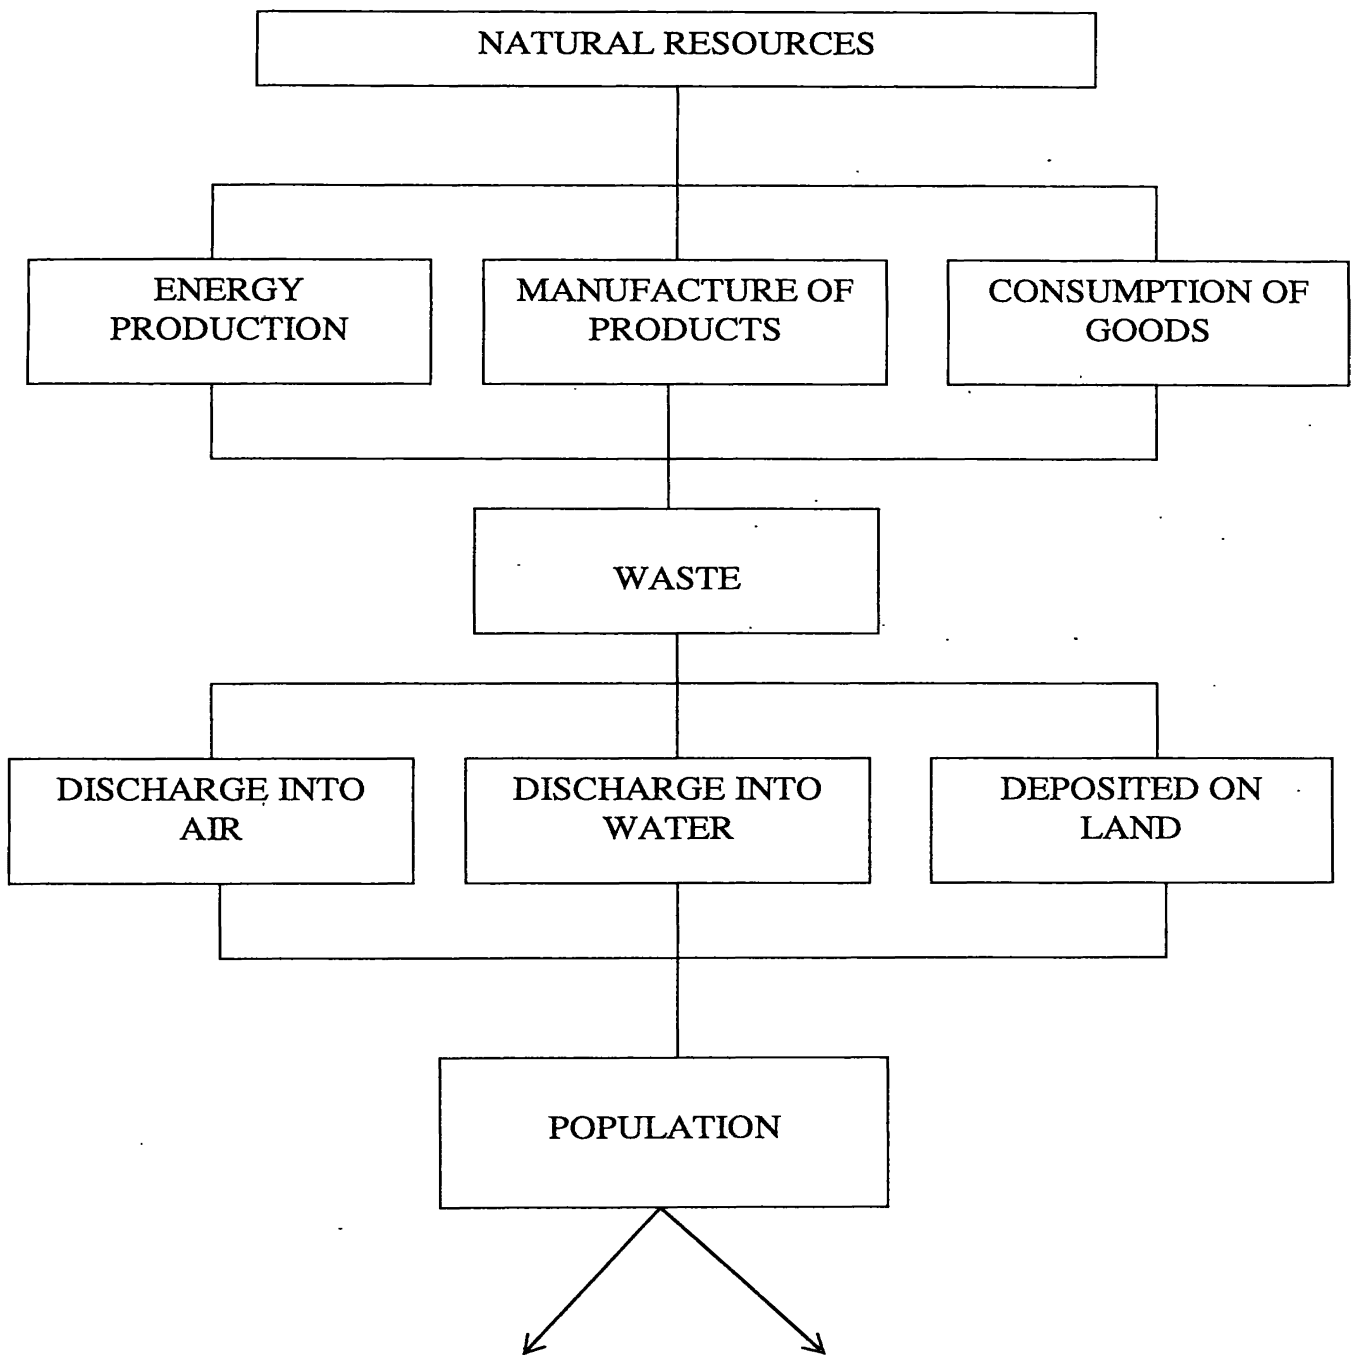 NATURAL RESOURCES
ENERGY
PRODUCTION
MANUFACTURE OF
PRODUCTS
CONSUMPTION OF
GOODS
WASTE
DISCHARGE INTO
AIR
DISCHARGE INTO
WATER
DEPOSITED ON
LAND
POPULATION